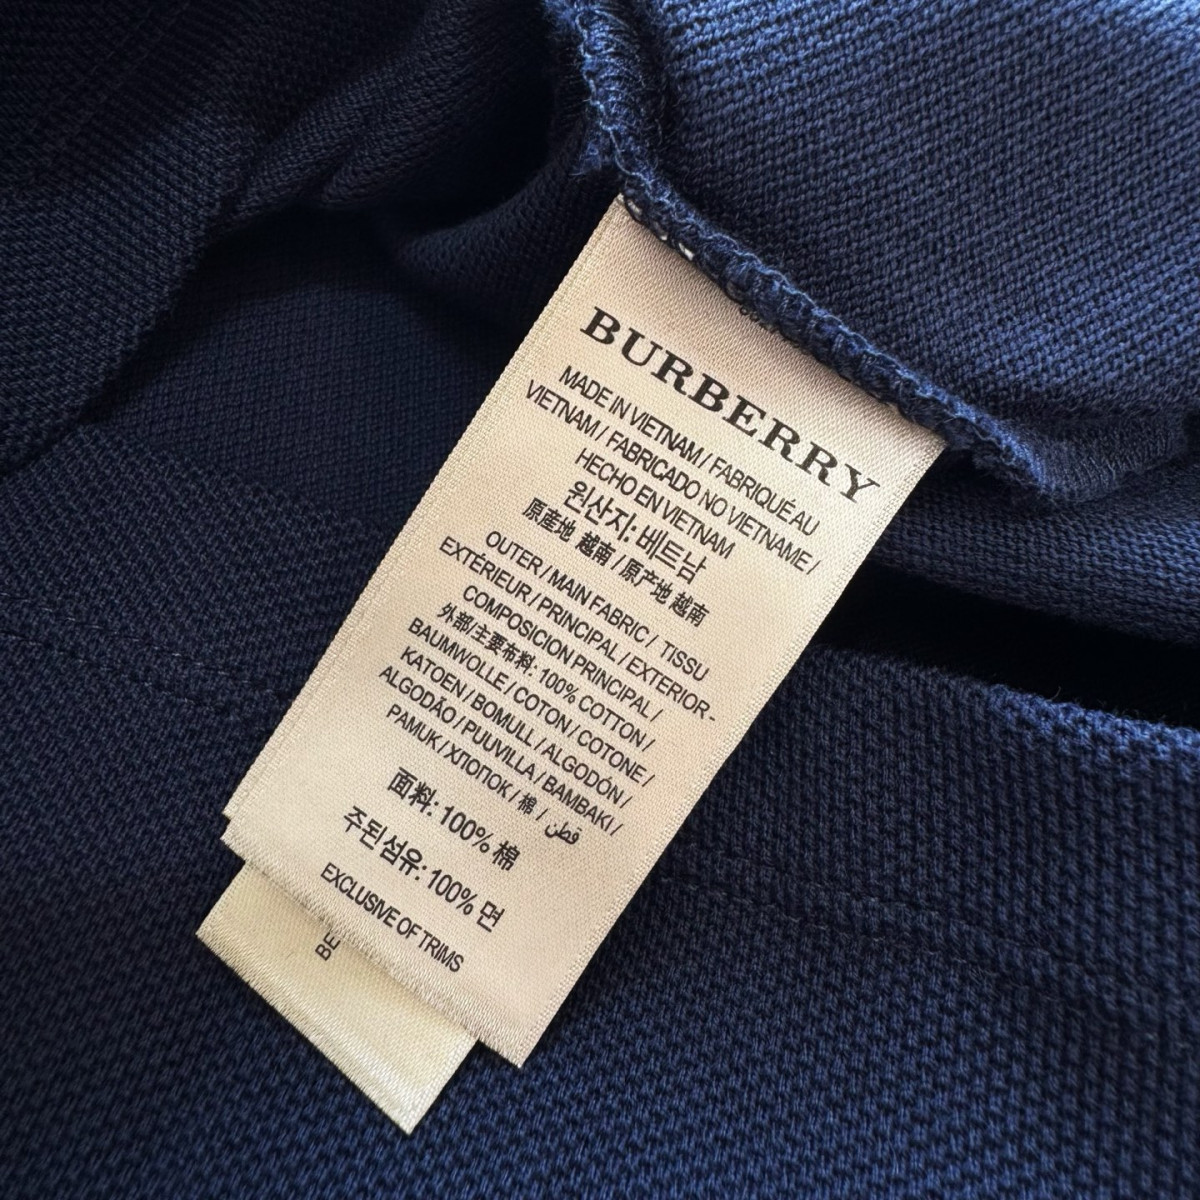 BURBERRY
MADE IN VIETNAM / FABRIQUÉ AU
VIETNAM / FABRICADO NO VIETNAME /
HECHO EN VIETNAM
원산지: 베트남
原産地 越南 / 原产地 越南
OUTER / MAIN FABRIC / TISSU
EXTÉRIEUR / PRINCIPAL / EXTERIOR -
COMPOSICION PRINCIPAL /
外部/主要布料: 100% COTTON /
BAUMWOLLE / COTON / COTONE /
KATOEN / BOMULL / ALGODÓN /
ALGODÃO / PUUVILLA / BAMBAKI /
PAMUK / ХЛОПОК / 棉 / قطن
面料: 100% 棉
주된섬유: 100% 면
EXCLUSIVE OF TRIMS
BE